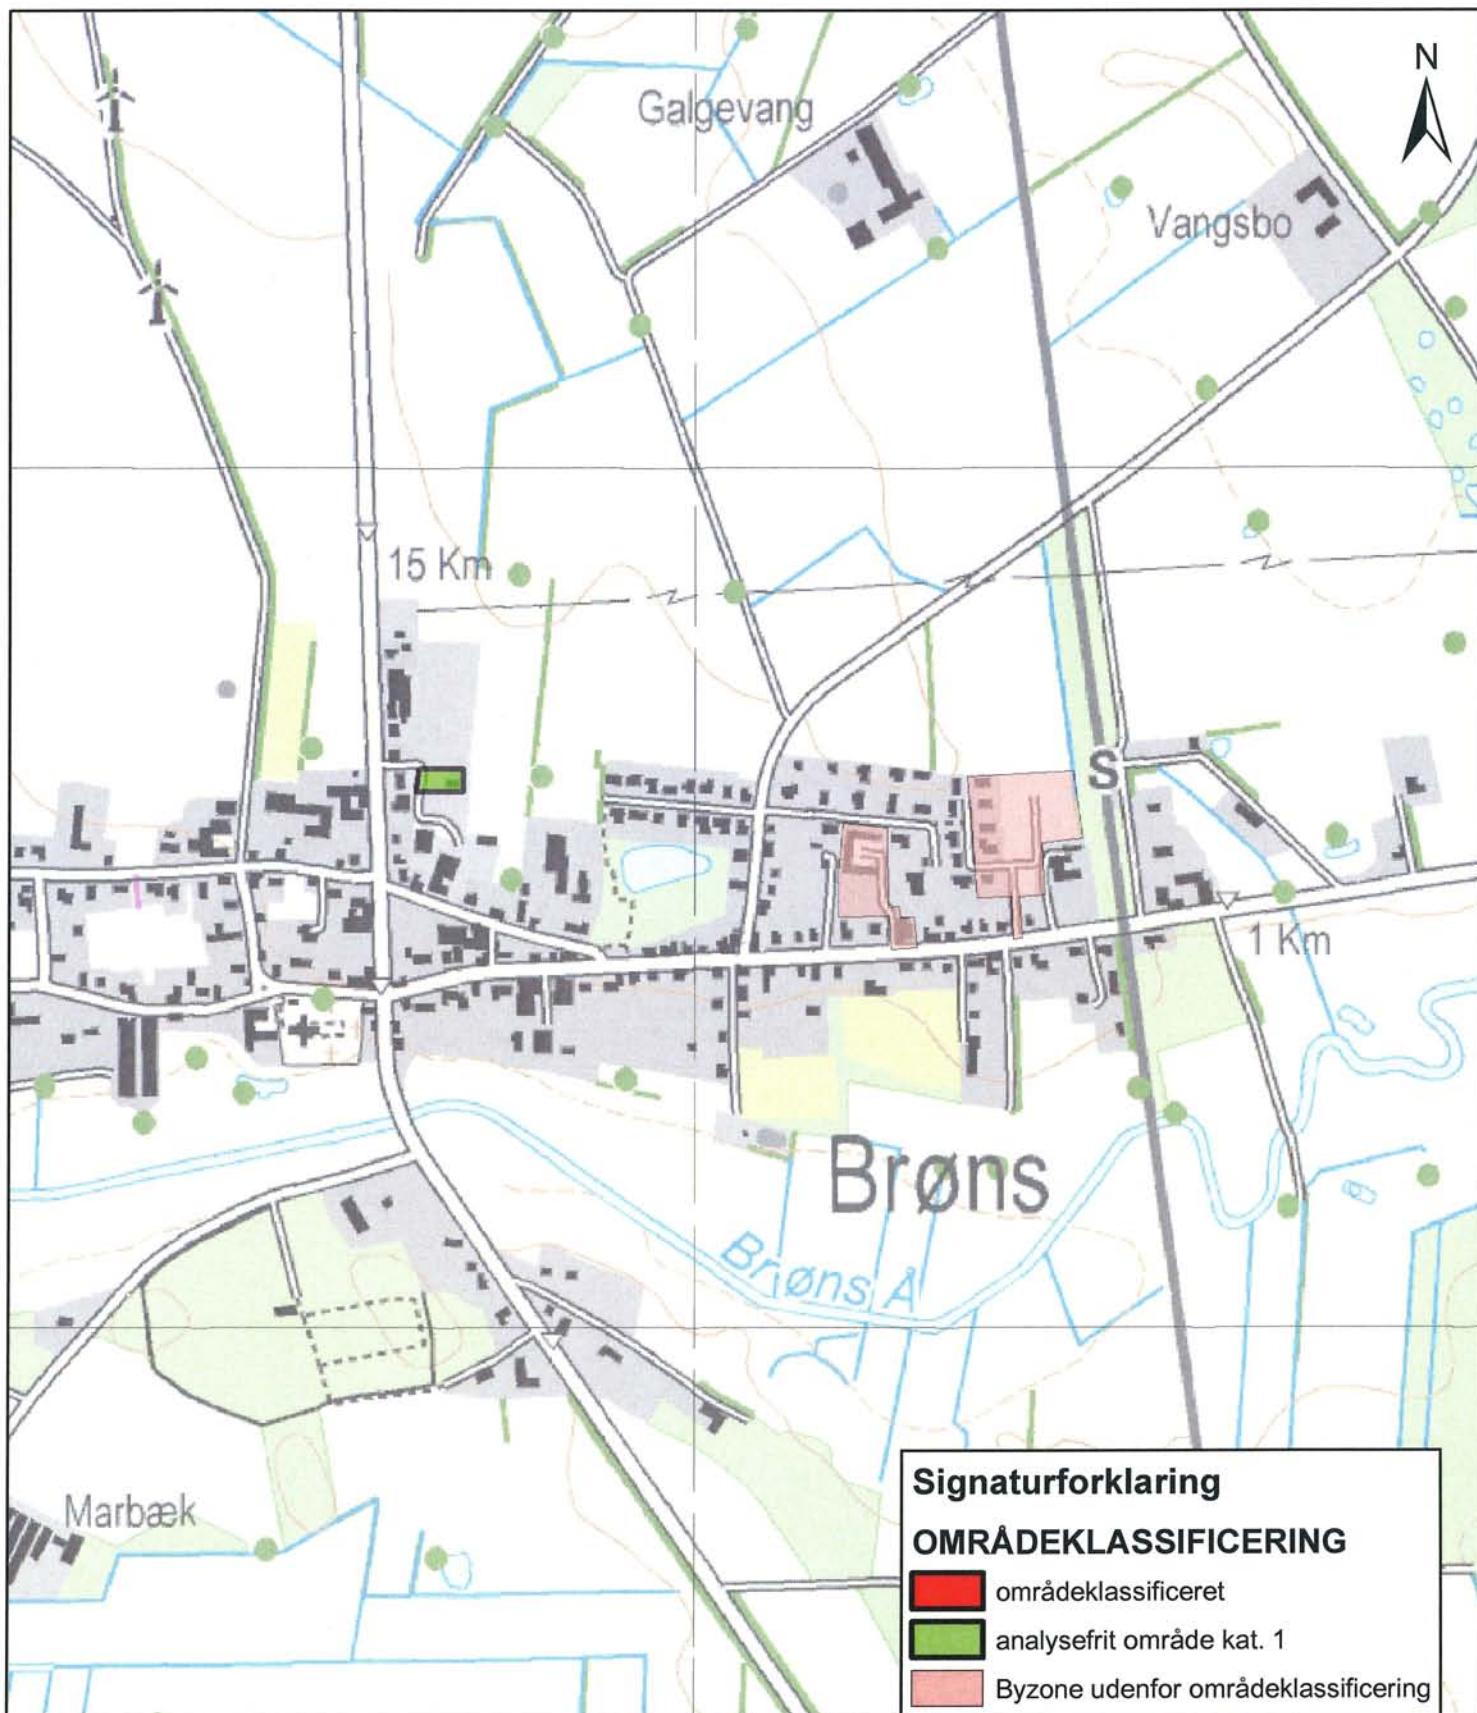 N
Galgevang
Vangsbo
15 Km
S
1 Km
Brøns
Brøns Å
Marbæk
Signaturforklaring
OMRÅDEKLASSIFICERING
områdeklassificeret
analysefrit område kat. 1
Byzone udenfor områdeklassificering